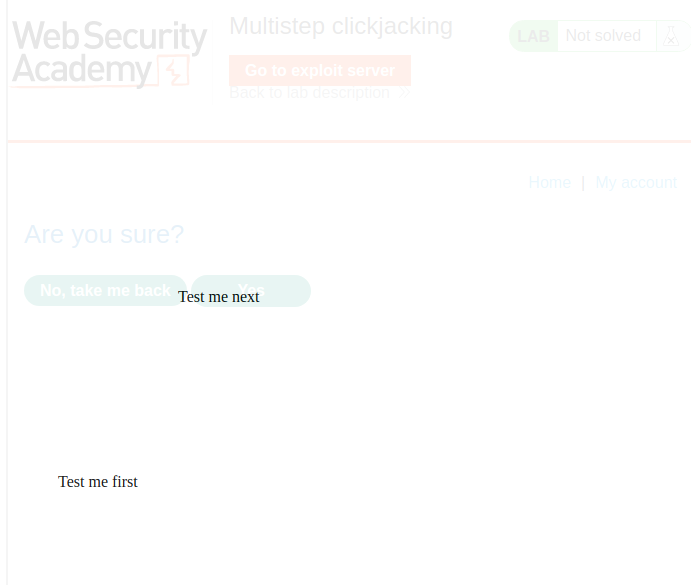 Web Security
Academy
Multistep clickjacking
Go to exploit server
Back to lab description »
LAB Not solved
Home | My account
Are you sure?
No, take me back
Yes
Test me next
Test me first